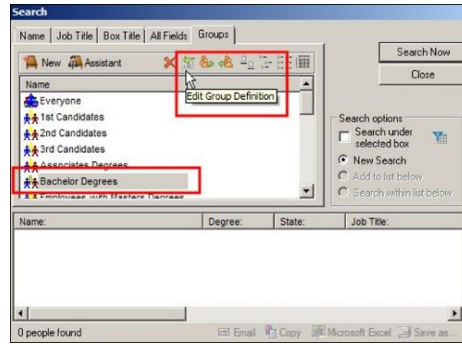 Search
Name Job Title Box Title All Fields Groups
New Assistant
Search Now
Close
Name
Edit Group Definition
Everyone
1st Candidates
2nd Candidates
3rd Candidates
Associates Degrees
Bachelor Degrees
Employees with Masters Degrees
Search options
Search under
selected box
New Search
Add to list below
Search within list below
Name: Degree: State: Job Title:
0 people found
Email Copy Microsoft Excel Save as...